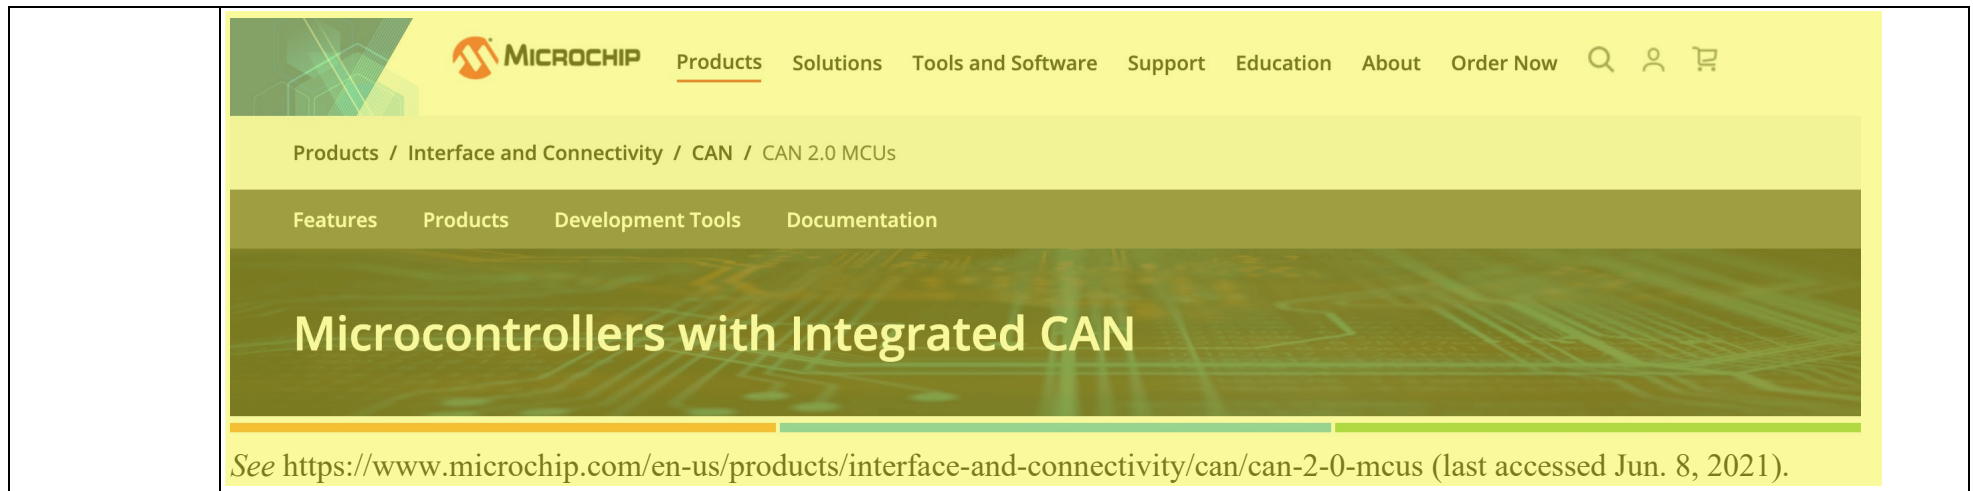 MICROCHIP Products Solutions Tools and Software Support Education About Order Now
Products / Interface and Connectivity / CAN / CAN 2.0 MCUs
Features Products Development Tools Documentation
Microcontrollers with Integrated CAN
See https://www.microchip.com/en-us/products/interface-and-connectivity/can/can-2-0-mcus (last accessed Jun. 8, 2021).